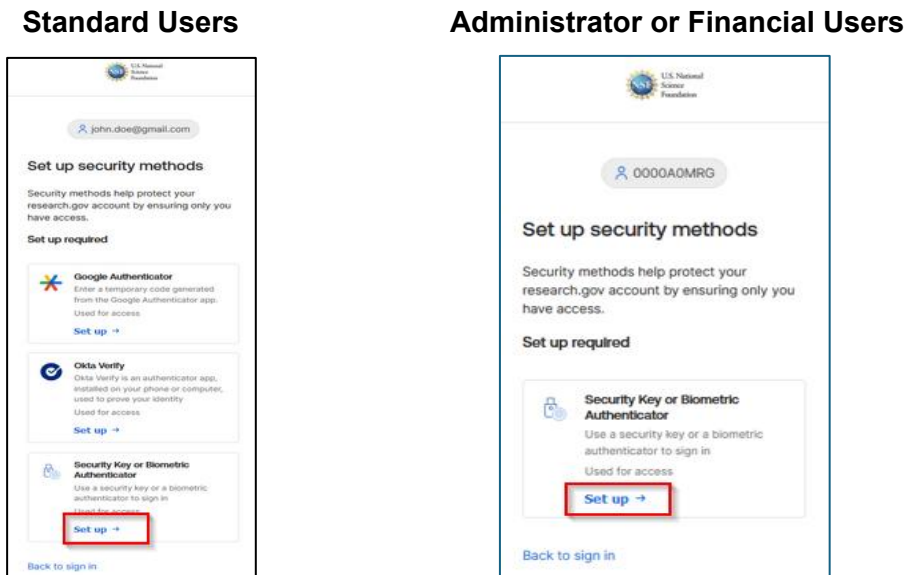 Standard Users
U.S. National
Science
Foundation
NSF
john.doe@gmail.com
Set up security methods
Security methods help protect your
research.gov account by ensuring only you
have access.
Set up required
Google Authenticator
Enter a temporary code generated
from the Google Authenticator app.
Used for access
Set up →
Okta Verify
Okta Verify is an authenticator app,
installed on your phone or computer,
used to prove your identity
Used for access
Set up →
Security Key or Biometric
Authenticator
Use a security key or a biometric
authenticator to sign in
Used for access
Set up →
Back to sign in
Administrator or Financial Users
NSF
U.S. National
Science
Foundation
0000A0MRG
Set up security methods
Security methods help protect your
research.gov account by ensuring only you
have access.
Set up required
Security Key or Biometric
Authenticator
Use a security key or a biometric
authenticator to sign in
Used for access
Set up →
Back to sign in